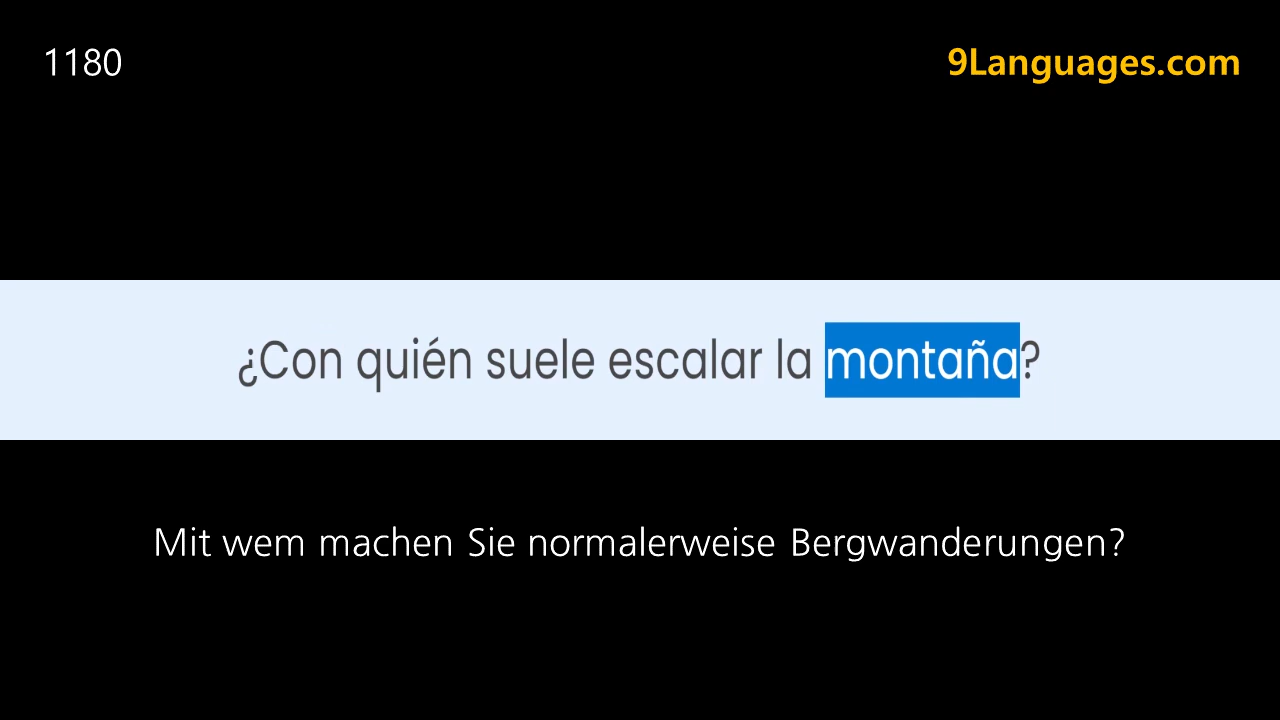 1180
9Languages.com
¿Con quién suele escalar la montaña?
Mit wem machen Sie normalerweise Bergwanderungen?